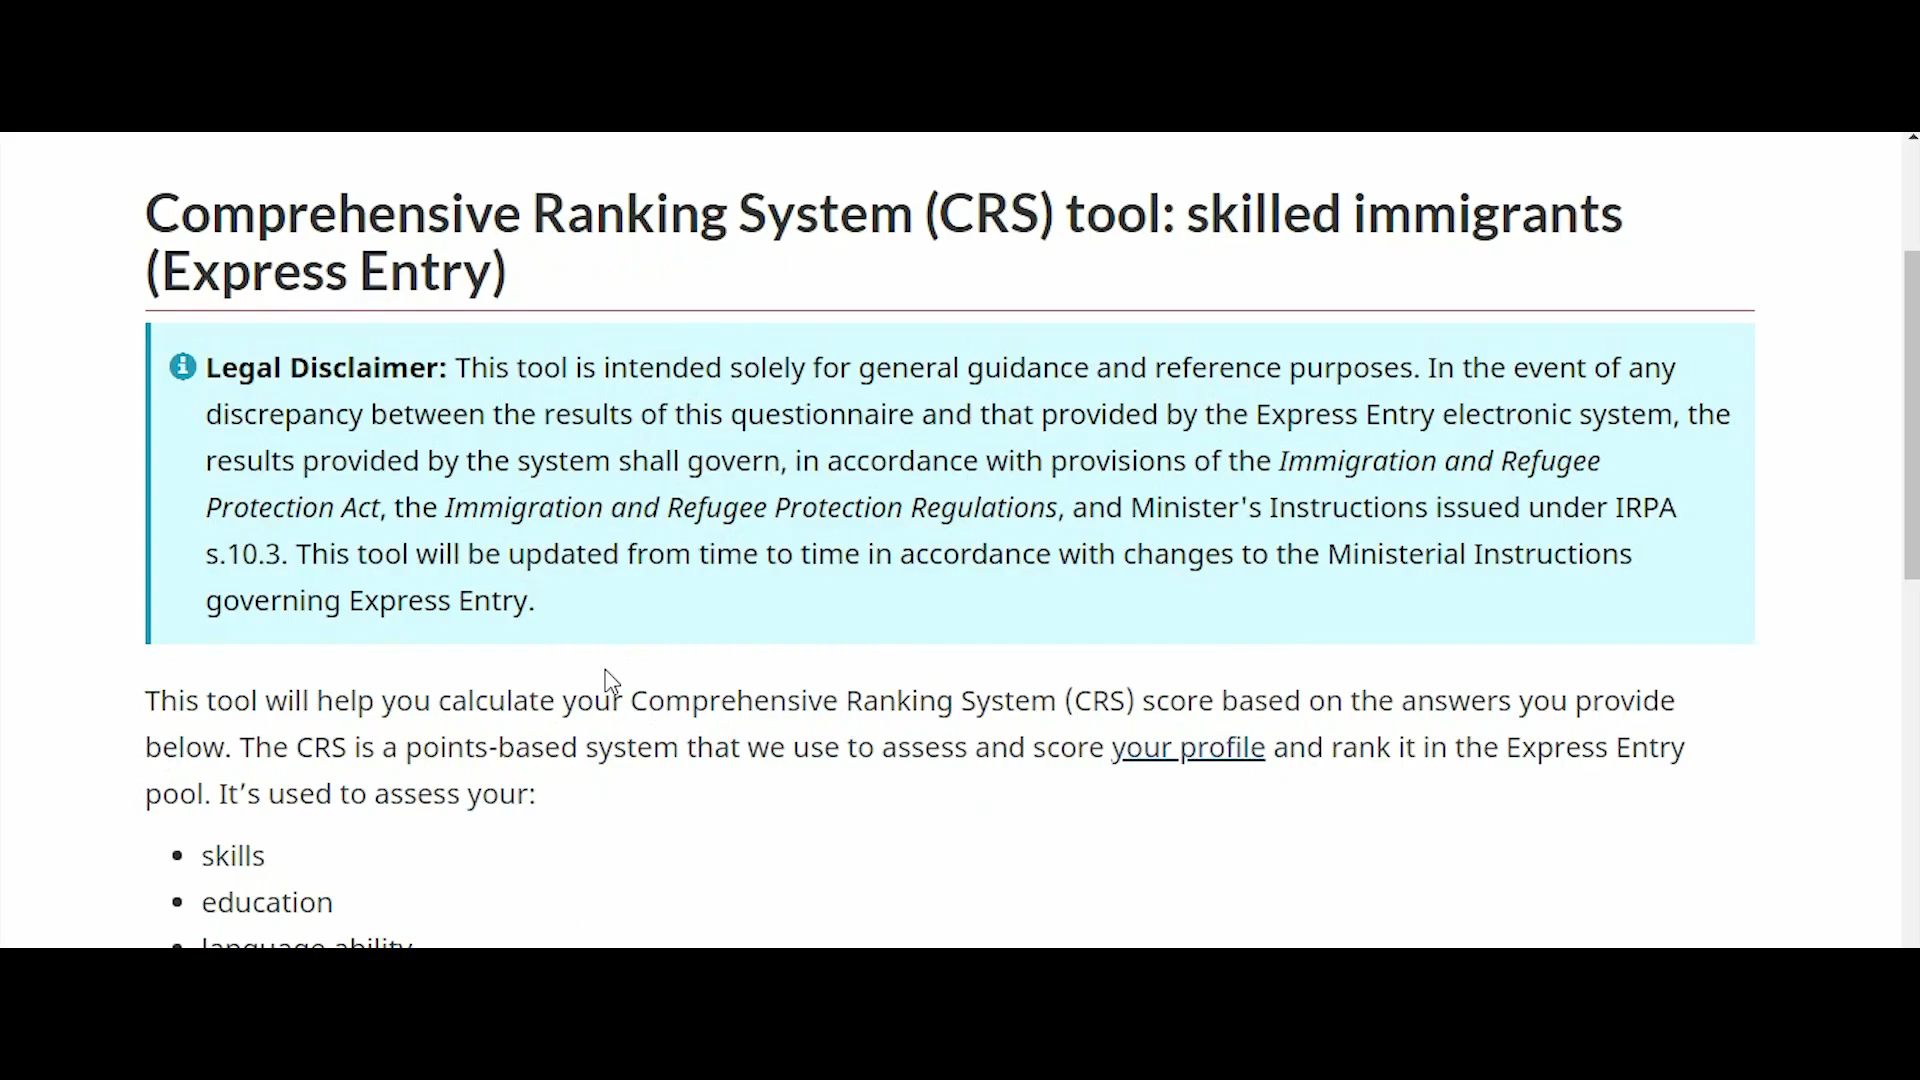 Comprehensive Ranking System (CRS) tool: skilled immigrants
(Express Entry)
Legal Disclaimer: This tool is intended solely for general guidance and reference purposes. In the event of any
discrepancy between the results of this questionnaire and that provided by the Express Entry electronic system, the
results provided by the system shall govern, in accordance with provisions of the Immigration and Refugee
Protection Act, the Immigration and Refugee Protection Regulations, and Minister's Instructions issued under IRPA
s.10.3. This tool will be updated from time to time in accordance with changes to the Ministerial Instructions
governing Express Entry.
This tool will help you calculate your Comprehensive Ranking System (CRS) score based on the answers you provide
below. The CRS is a points-based system that we use to assess and score your profile and rank it in the Express Entry
pool. It’s used to assess your:
• skills
• education
• language ability